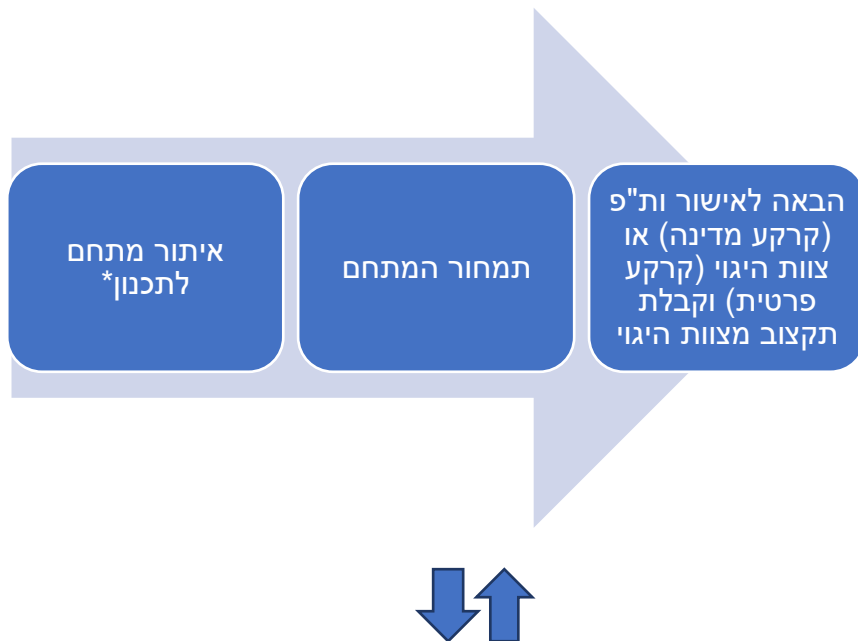 איתור מתחם
לתכנון*
תמחור המתחם
הבאה לאישור ות"פ
(קרקע מדינה) או
צוות היגוי (קרקע
פרטית) וקבלת
תקצוב מצוות היגוי